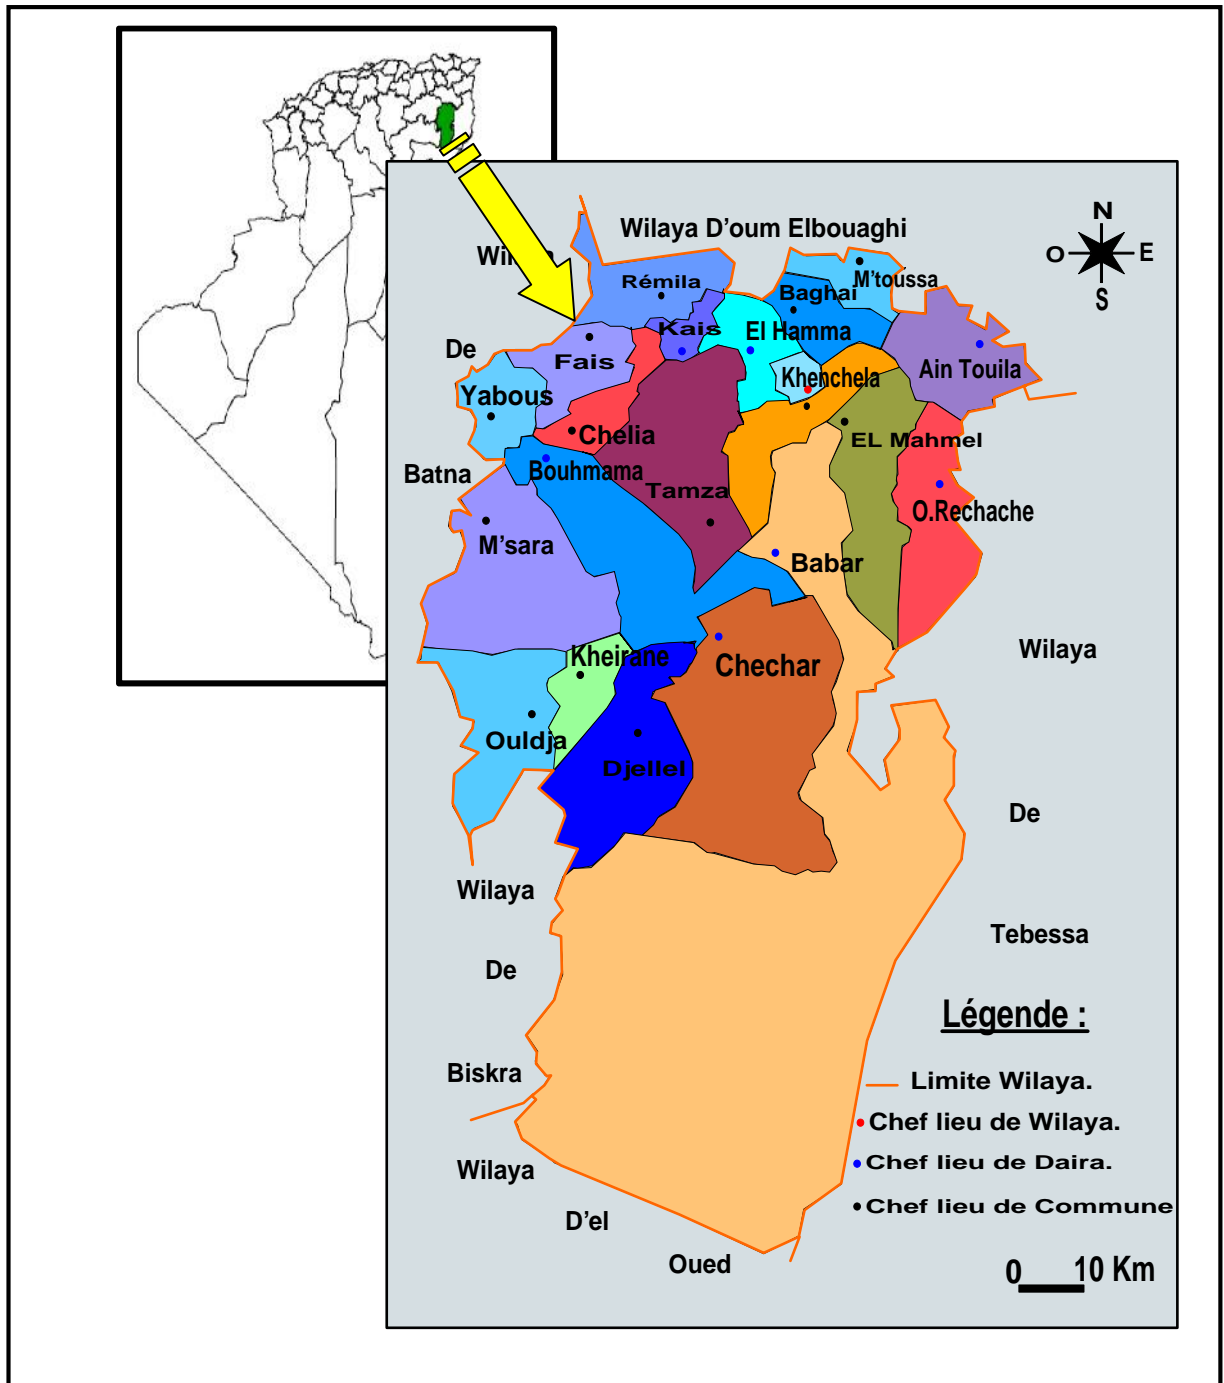 Wilaya D'oum Elbouaghi
N
O
E
S
M'toussa
Rémila
Baghai
Kais
El Hamma
De
Fais
Khenchela
Ain Touila
Yabous
Chelia
EL Mahmel
Batna
Bouhmama
Tamza
O.Rechache
M'sara
Babar
Wilaya
Kheirane
Chechar
Ouldja
Djellel
De
Wilaya
Tebessa
De
Légende :
Biskra
Limite Wilaya.
Chef lieu de Wilaya.
Wilaya
Chef lieu de Daira.
D'el
Chef lieu de Commune
Oued
0 10 Km